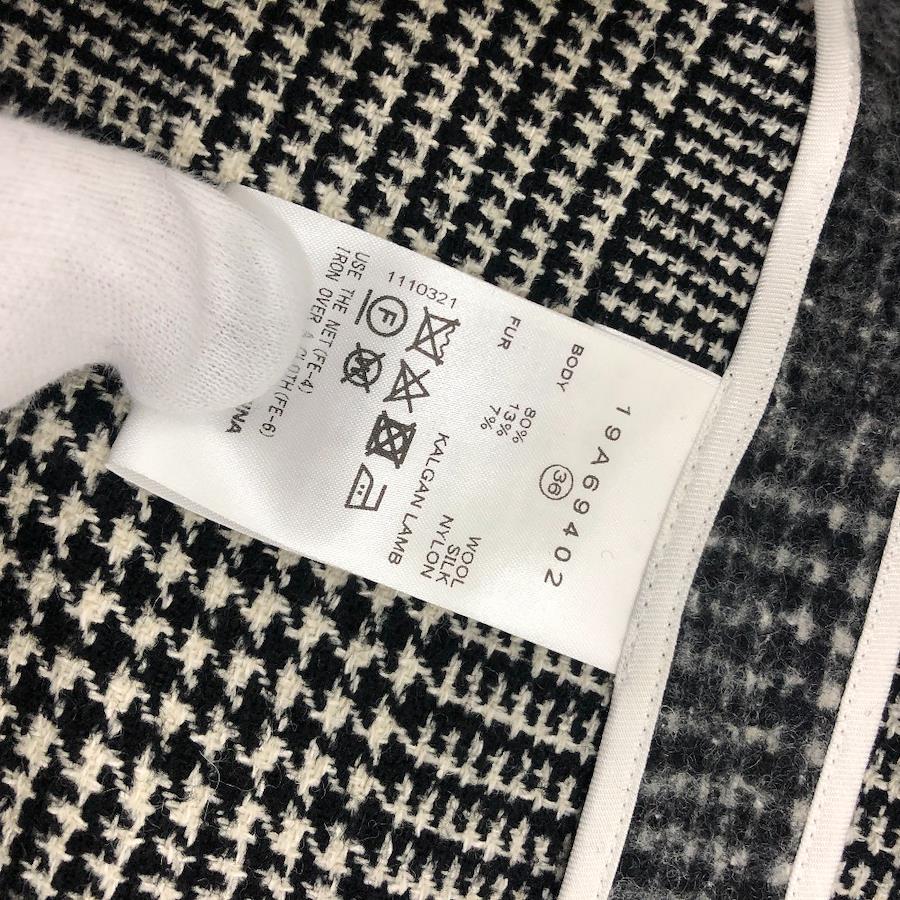 19A69402
36
BODY 80% WOOL
13% SILK
7% NYLON
FUR KALGAN LAMB
1110321
F
USE THE NET(FE-4)
IRON OVER A CLOTH(FE-6)